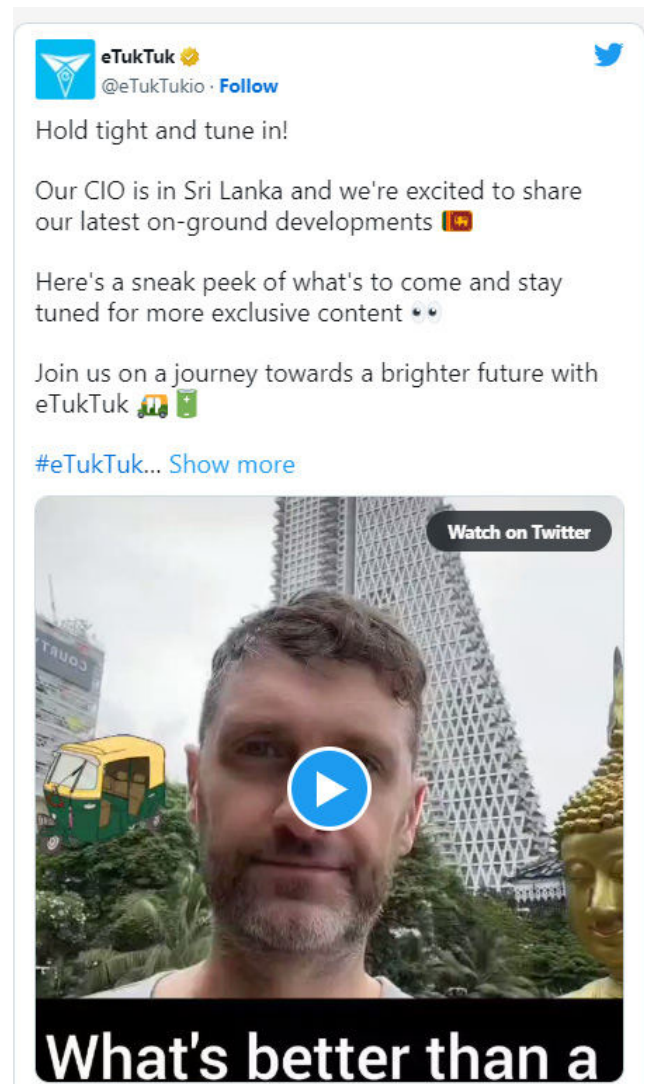 eTukTuk
@eTukTukio · Follow
Hold tight and tune in!
Our CIO is in Sri Lanka and we're excited to share
our latest on-ground developments 🇱🇰
Here's a sneak peek of what's to come and stay
tuned for more exclusive content 👀
Join us on a journey towards a brighter future with
eTukTuk 🛺🔋
#eTukTuk... Show more
Watch on Twitter
COURTY
What's better than a